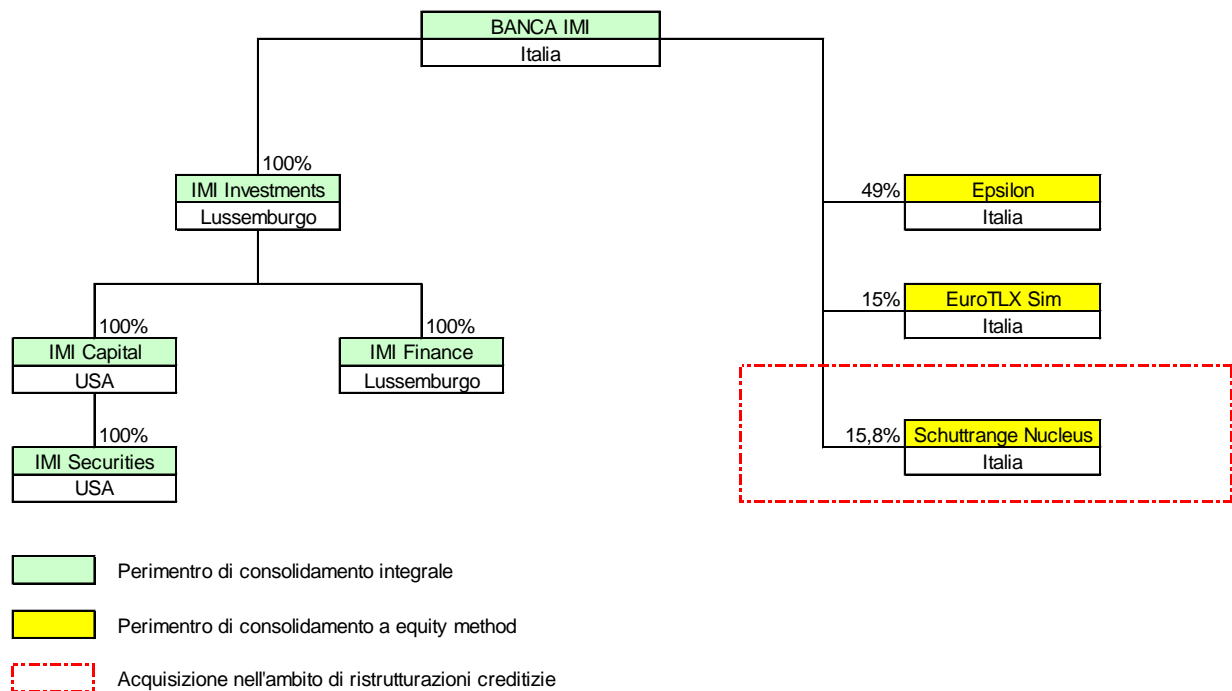 BANCA IMI
Italia
100%
IMI Investments
Lussemburgo
49%
Epsilon
Italia
15%
EuroTLX Sim
Italia
100%
IMI Capital
USA
100%
IMI Finance
Lussemburgo
15,8%
Schuttrange Nucleus
Italia
100%
IMI Securities
USA
Perimentro di consolidamento integrale
Perimentro di consolidamento a equity method
Acquisizione nell'ambito di ristrutturazioni creditizie